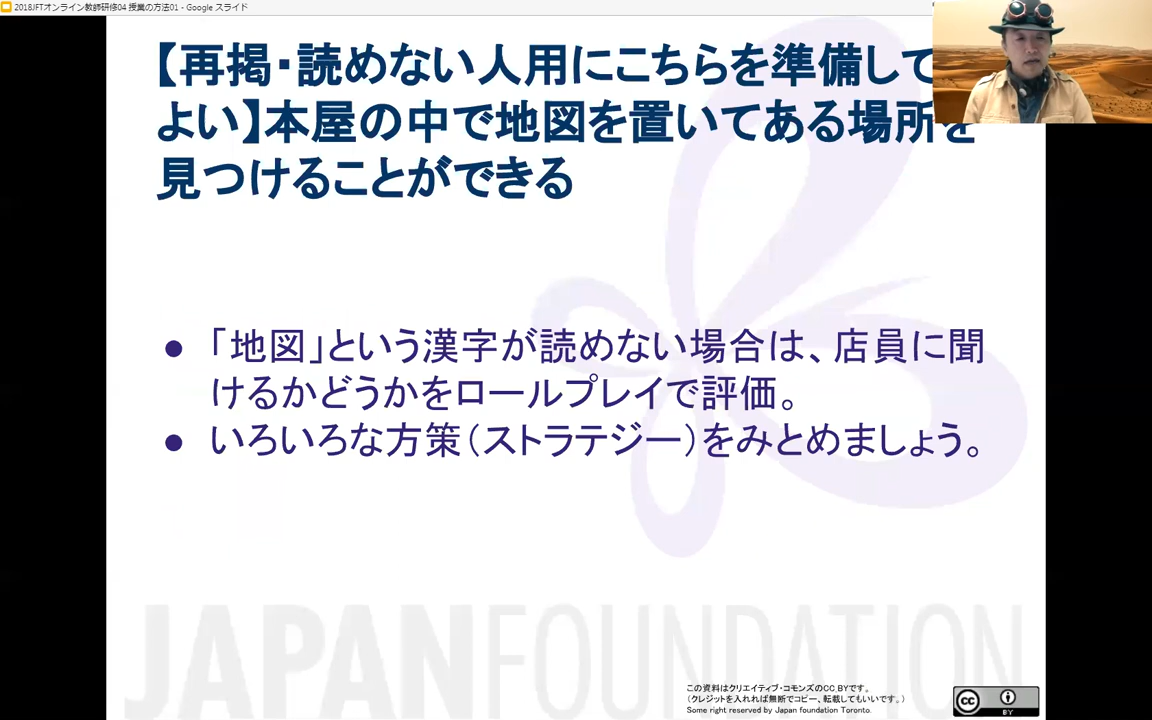 2018JFTオンライン教師研修04 授業の方法01 - Google スライド
【再掲・読めない人用にこちらを準備して
よい】本屋の中で地図を置いてある場所を
見つけることができる
● 「地図」という漢字が読めない場合は、店員に聞
けるかどうかをロールプレイで評価。
● いろいろな方策(ストラテジー)をみとめましょう。
JAPANFOUNDATION
この資料はクリエイティブ・コモンズのCC_BYです。
(クレジットを入れれば無断でコピー、転載してもいいです。)
Some right reserved by Japan foundation Toronto.
cc
BY